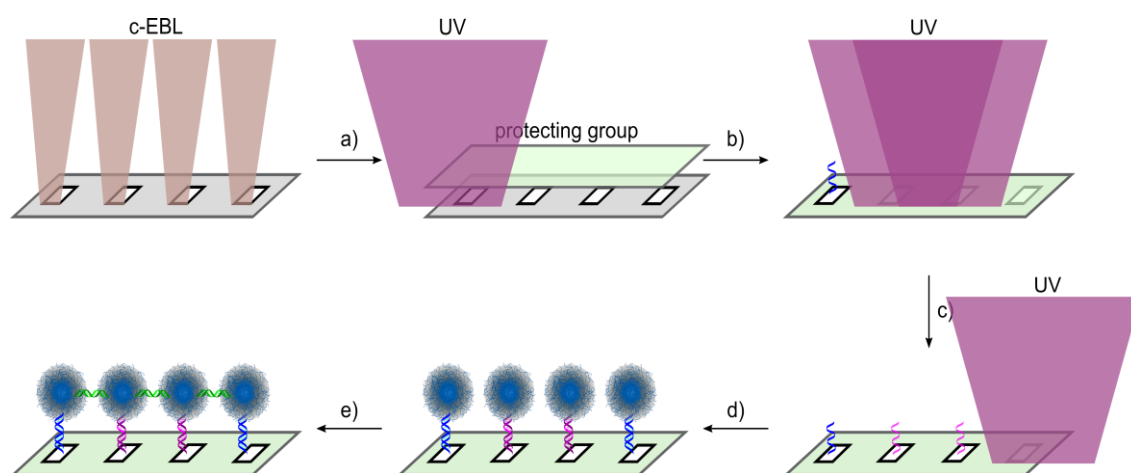 c-EBL
UV
UV
a)
protecting group
b)
c)
UV
e)
d)